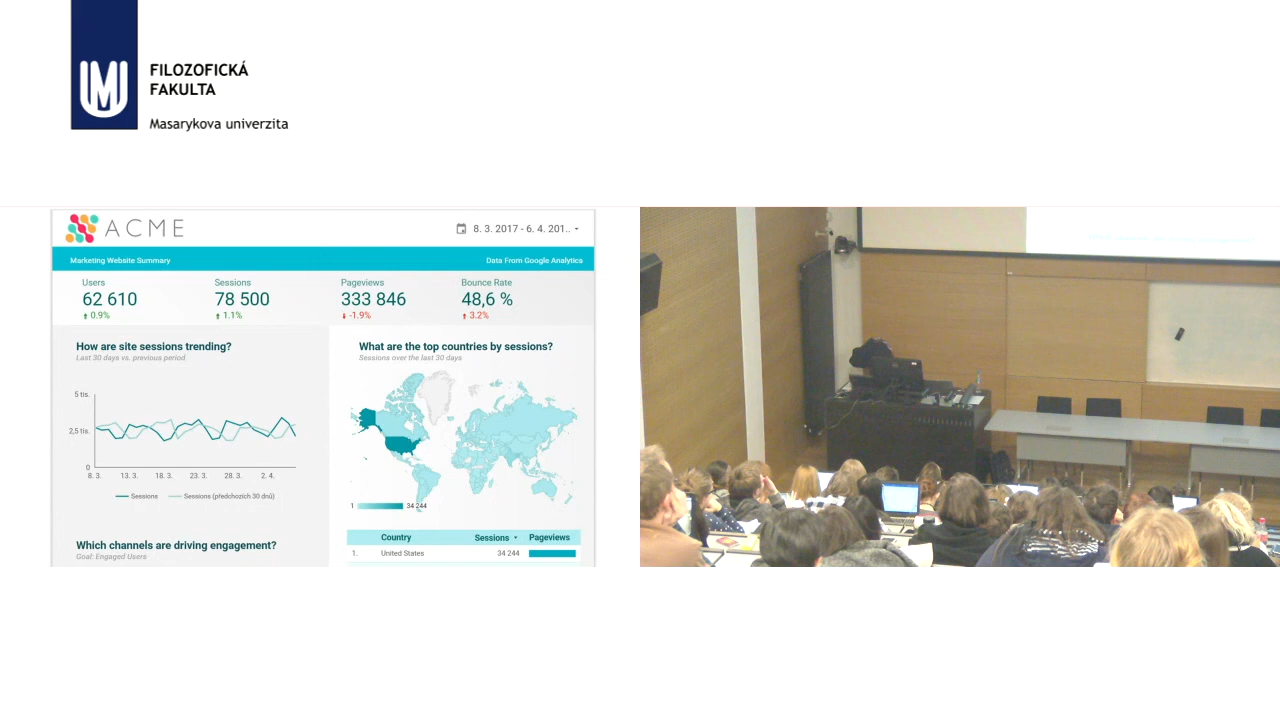 FILOZOFICKÁ
FAKULTA
Masarykova univerzita
ACME
8. 3. 2017 - 6. 4. 201..
Marketing Website Summary
Data From Google Analytics
Users
Sessions
Pageviews
Bounce Rate
62 610
78 500
333 846
48,6 %
0.9%
1.1%
-1.9%
3.2%
How are site sessions trending?
Last 30 days vs. previous period
5 tis.
2,5 tis.
0
8. 3.
13. 3.
18. 3.
23. 3.
28. 3.
2. 4.
Sessions
Sessions (předchozích 30 dnů)
What are the top countries by sessions?
Sessions over the last 30 days
1
34 244
Which channels are driving engagement?
Goal: Engaged Users
Country
Sessions
Pageviews
1.
United States
34 244